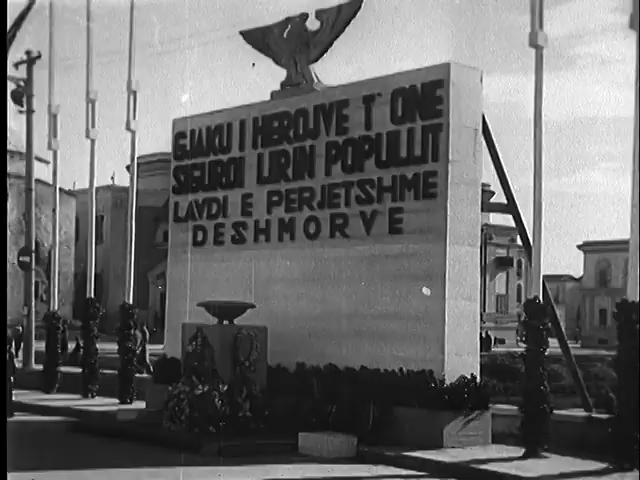 GJAKU I HEROJVE T' ONE
SIGUROI LIRIN POPULLIT
LAVDI E PERJETSHME
DESHMORVE